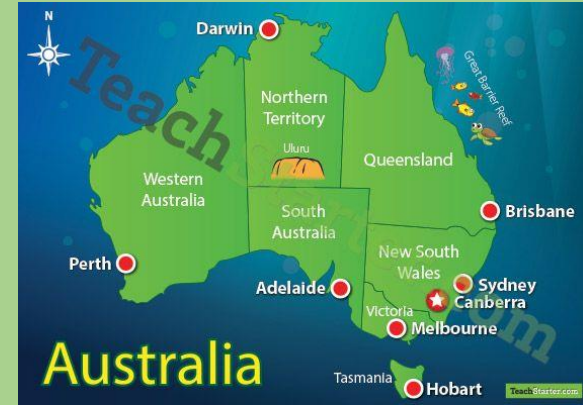 N
Darwin
Great Barrier Reef
Northern
Territory
Uluru
Queensland
Western
Australia
South
Australia
Brisbane
New South
Wales
Perth
Adelaide
Sydney
Canberra
Victoria
Melbourne
Australia
Tasmania
Hobart
TeachStarter.com
TeachStarter.com